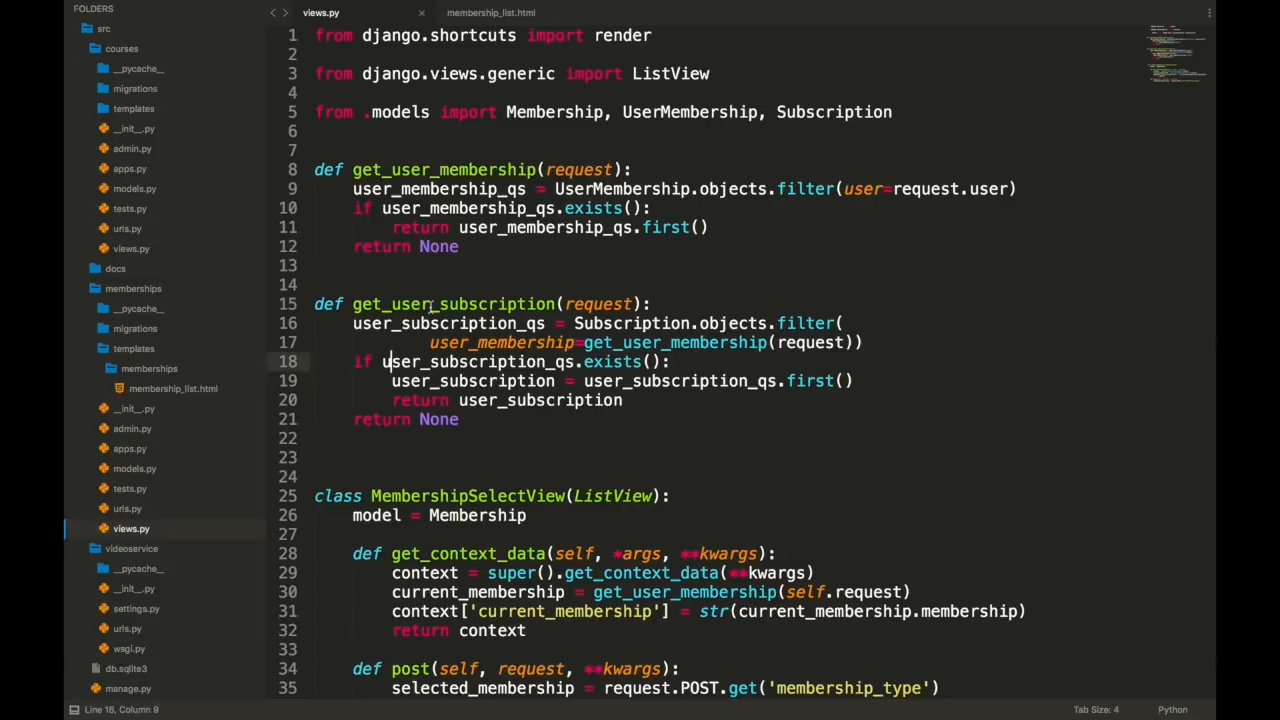 FOLDERS
src
courses
__pycache__
migrations
templates
__init__.py
admin.py
apps.py
models.py
tests.py
urls.py
views.py
docs
memberships
__pycache__
migrations
templates
memberships
membership_list.html
__init__.py
admin.py
apps.py
models.py
tests.py
urls.py
views.py
videoservice
__pycache__
__init__.py
settings.py
urls.py
wsgi.py
db.sqlite3
manage.py
views.py × membership_list.html
1 from django.shortcuts import render
2
3 from django.views.generic import ListView
4
5 from .models import Membership, UserMembership, Subscription
6
7
8 def get_user_membership(request):
9 user_membership_qs = UserMembership.objects.filter(user=request.user)
10 if user_membership_qs.exists():
11 return user_membership_qs.first()
12 return None
13
14
15 def get_user_subscription(request):
16 user_subscription_qs = Subscription.objects.filter(
17 user_membership=get_user_membership(request))
18 if user_subscription_qs.exists():
19 user_subscription = user_subscription_qs.first()
20 return user_subscription
21 return None
22
23
24
25 class MembershipSelectView(ListView):
26 model = Membership
27
28 def get_context_data(self, *args, **kwargs):
29 context = super().get_context_data(**kwargs)
30 current_membership = get_user_membership(self.request)
31 context['current_membership'] = str(current_membership.membership)
32 return context
33
34 def post(self, request, **kwargs):
35 selected_membership = request.POST.get('membership_type')
Line 18, Column 9 Tab Size: 4 Python